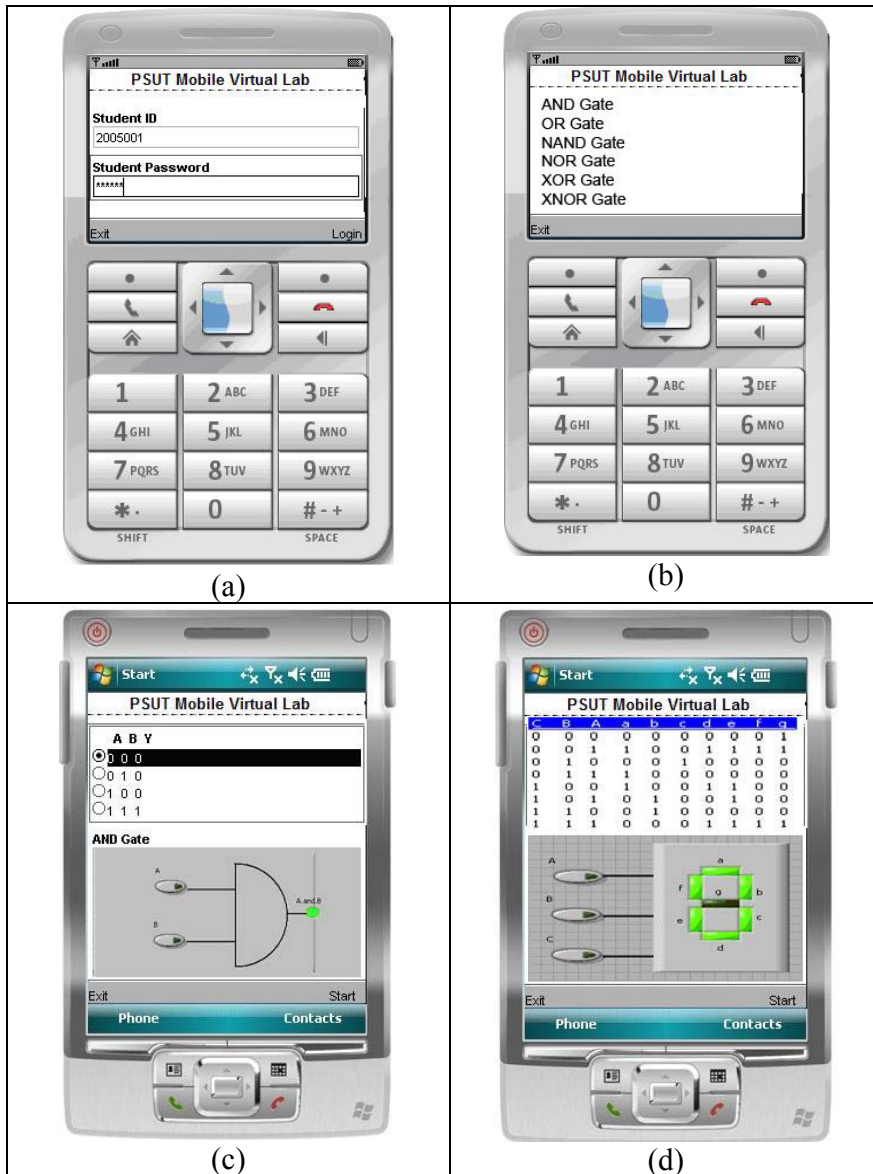 PSUT Mobile Virtual Lab
Student ID
2005001
Student Password
******
Exit Login
1 2 ABC 3 DEF
4 GHI 5 JKL 6 MNO
7 PQRS 8 TUV 9 WXYZ
* . 0 # - +
SHIFT SPACE
(a)
PSUT Mobile Virtual Lab
AND Gate
OR Gate
NAND Gate
NOR Gate
XOR Gate
XNOR Gate
Exit
1 2 ABC 3 DEF
4 GHI 5 JKL 6 MNO
7 PQRS 8 TUV 9 WXYZ
* . 0 # - +
SHIFT SPACE
(b)
Start
PSUT Mobile Virtual Lab
A B Y
0 0 0
0 1 0
1 0 0
1 1 1
AND Gate
A
A.and.B
B
Exit Start
Phone Contacts
(c)
Start
PSUT Mobile Virtual Lab
C B A a b c d e f g
0 0 0 0 0 0 0 0 0 1
0 0 1 1 0 0 1 1 1 1
0 1 0 0 0 1 0 0
0 1 1
1 0 0 1 0 0 1 1 0 0
1 0 1 0 1 0 0 1 0 0
1 1 0 0 1 0 0 0 0 0
1 1 1 0 0 0 1 1 1 1
A
a
f g b
B
e c
C
d
Exit Start
Phone Contacts
(d)